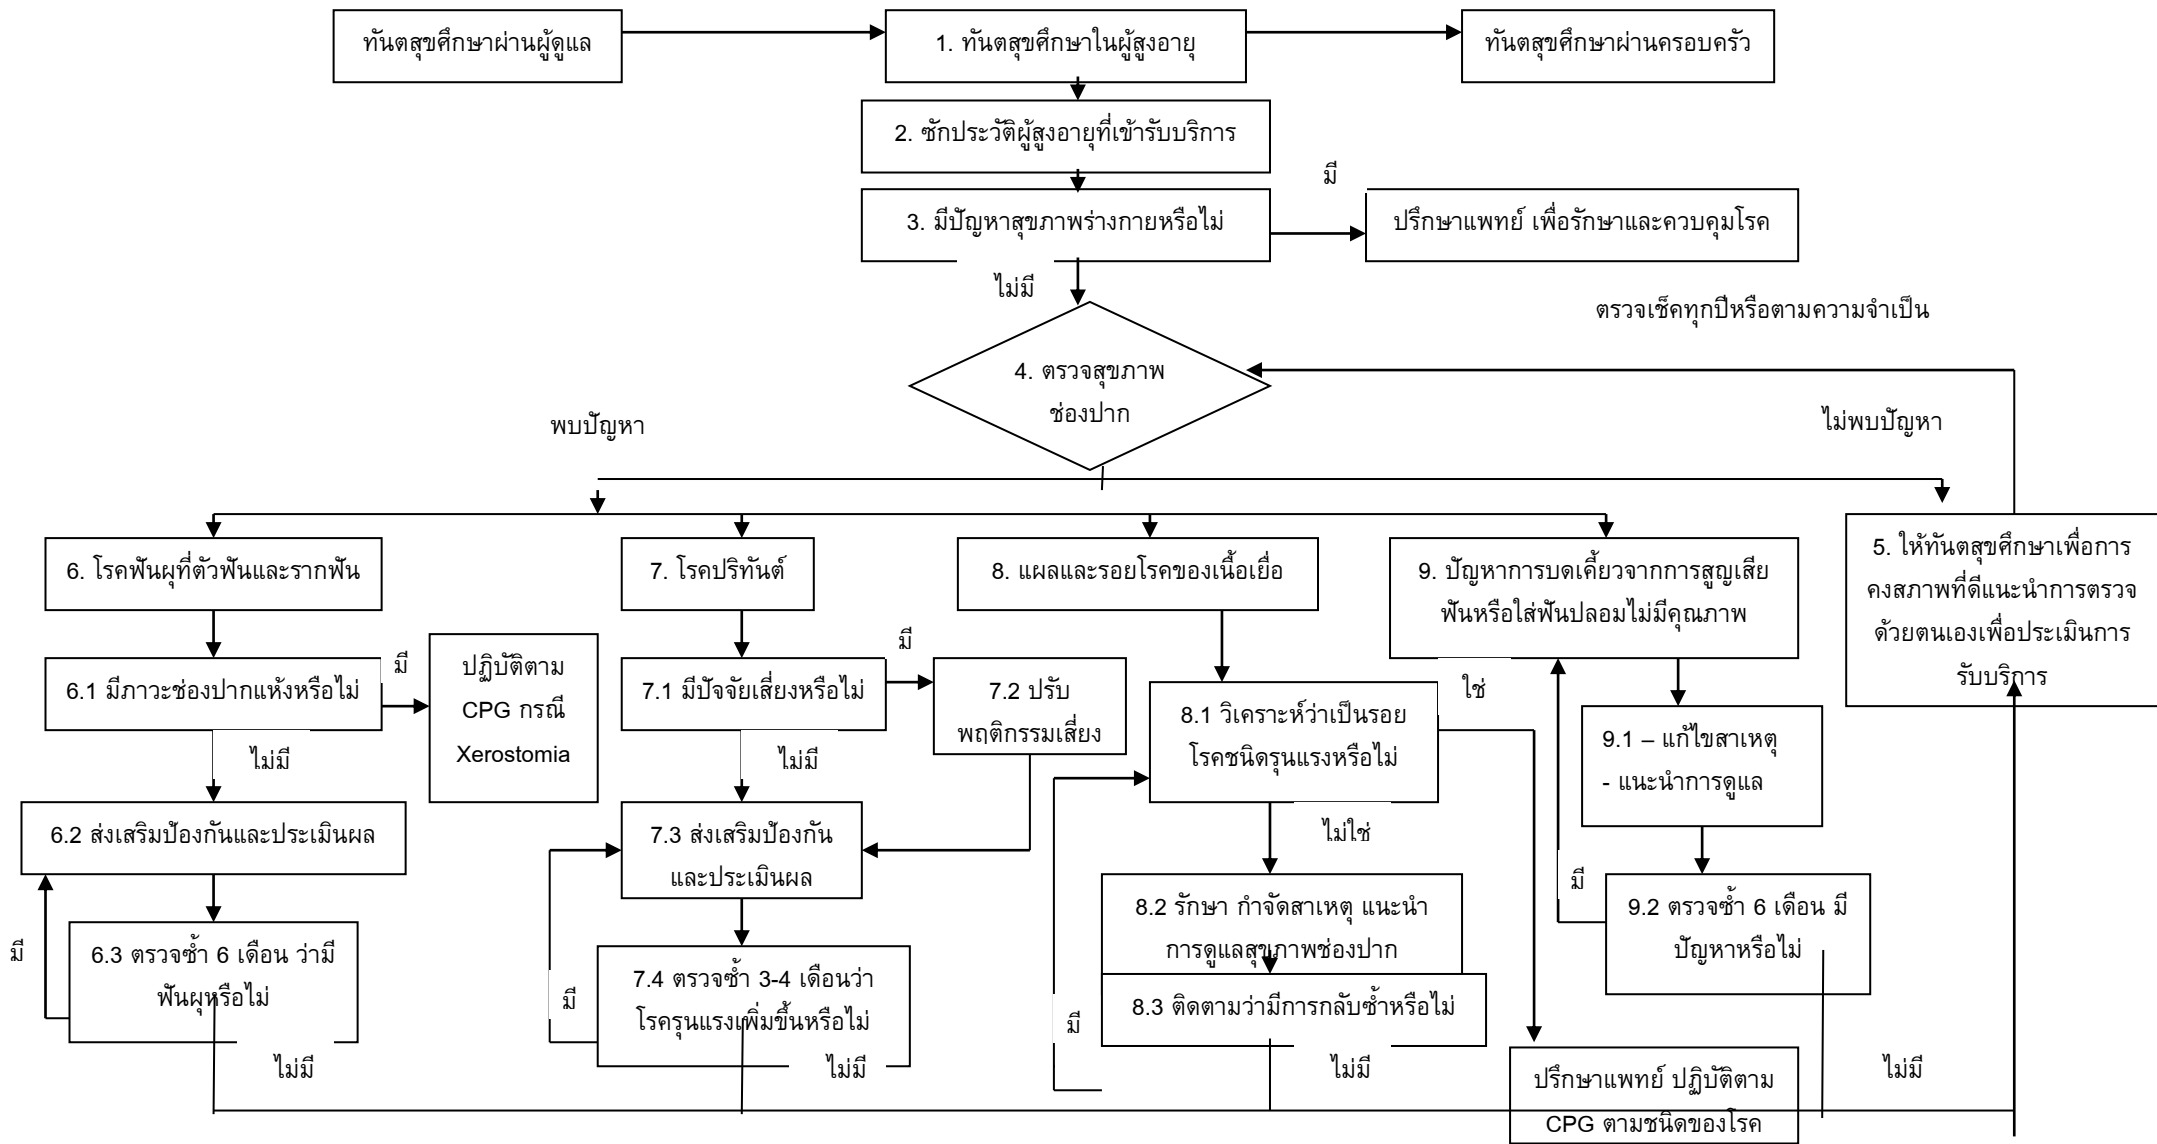 ทันตสุขศึกษาผ่านผู้ดูแล
1. ทันตสุขศึกษาในผู้สูงอายุ
ทันตสุขศึกษาผ่านครอบครัว
2. ซักประวัติผู้สูงอายุที่เข้ารับบริการ
มี
3. มีปัญหาสุขภาพร่างกายหรือไม่
ปรึกษาแพทย์ เพื่อรักษาและควบคุมโรค
ไม่มี
ตรวจเช็คทุกปีหรือตามความจำเป็น
4. ตรวจสุขภาพ
ช่องปาก
พบปัญหา
ไม่พบปัญหา
6. โรคฟันผุที่ตัวฟันและรากฟัน
7. โรคปริทันต์
8. แผลและรอยโรคของเนื้อเยื่อ
9. ปัญหาการบดเคี้ยวจากการสูญเสีย
ฟันหรือใส่ฟันปลอมไม่มีคุณภาพ
5. ให้ทันตสุขศึกษาเพื่อการ
คงสภาพที่ดีแนะนำการตรวจ
ด้วยตนเองเพื่อประเมินการ
รับบริการ
6.1 มีภาวะช่องปากแห้งหรือไม่
มี
ปฏิบัติตาม
CPG กรณี
Xerostomia
7.1 มีปัจจัยเสี่ยงหรือไม่
มี
7.2 ปรับ
พฤติกรรมเสี่ยง
8.1 วิเคราะห์ว่าเป็นรอย
โรคชนิดรุนแรงหรือไม่
ใช่
9.1 – แก้ไขสาเหตุ
- แนะนำการดูแล
ไม่มี
ไม่มี
ไม่ใช่
6.2 ส่งเสริมป้องกันและประเมินผล
7.3 ส่งเสริมป้องกัน
และประเมินผล
8.2 รักษา กำจัดสาเหตุ แนะนำ
การดูแลสุขภาพช่องปาก
มี
9.2 ตรวจซ้ำ 6 เดือน มี
ปัญหาหรือไม่
มี
6.3 ตรวจซ้ำ 6 เดือน ว่ามี
ฟันผุหรือไม่
มี
7.4 ตรวจซ้ำ 3-4 เดือนว่า
โรครุนแรงเพิ่มขึ้นหรือไม่
มี
8.3 ติดตามว่ามีการกลับซ้ำหรือไม่
ไม่มี
ไม่มี
ไม่มี
ปรึกษาแพทย์ ปฏิบัติตาม
CPG ตามชนิดของโรค
ไม่มี